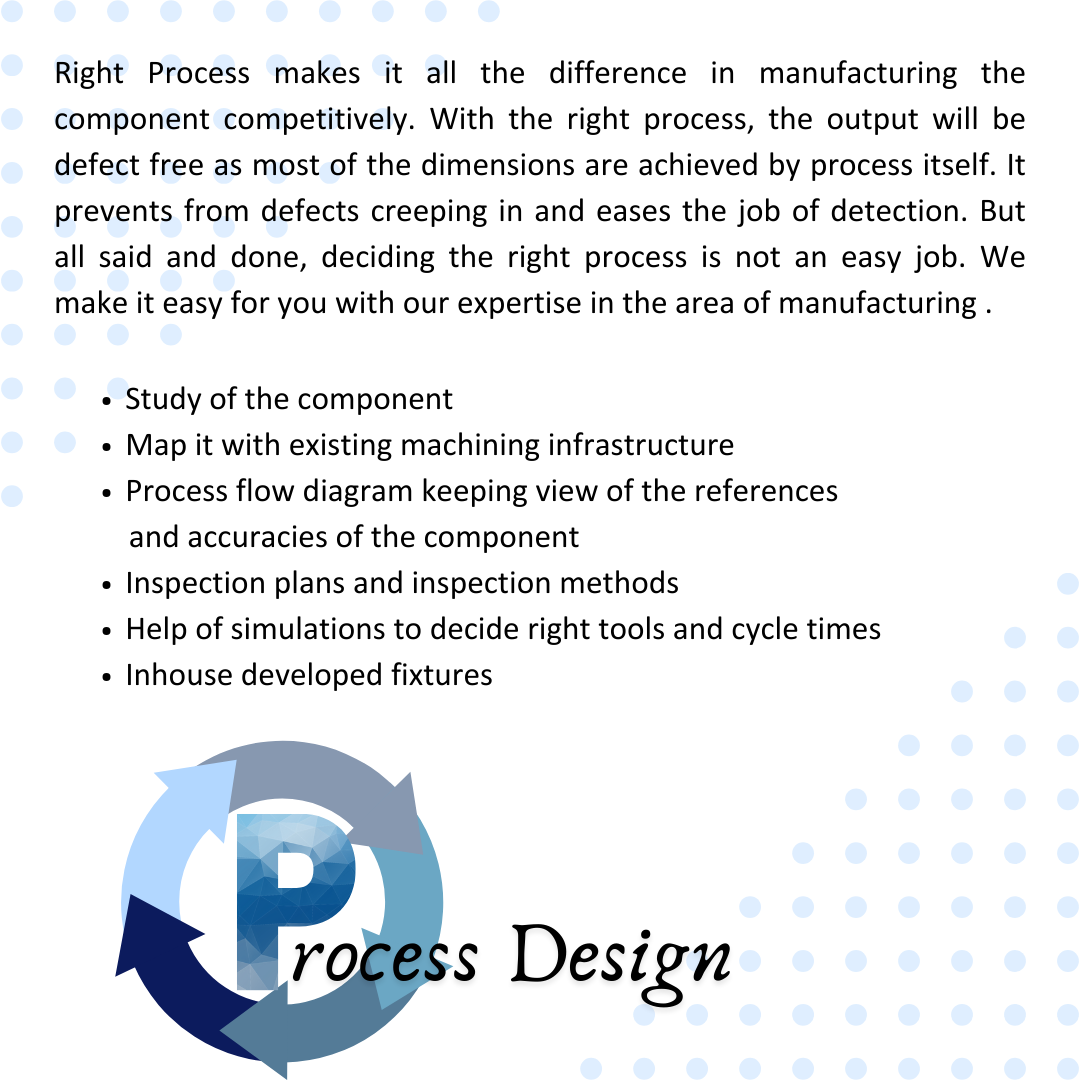 Right Process makes it all the difference in manufacturing the
component competitively. With the right process, the output will be
defect free as most of the dimensions are achieved by process itself. It
prevents from defects creeping in and eases the job of detection. But
all said and done, deciding the right process is not an easy job. We
make it easy for you with our expertise in the area of manufacturing .
• Study of the component
• Map it with existing machining infrastructure
• Process flow diagram keeping view of the references
and accuracies of the component
• Inspection plans and inspection methods
• Help of simulations to decide right tools and cycle times
• Inhouse developed fixtures
Process Design